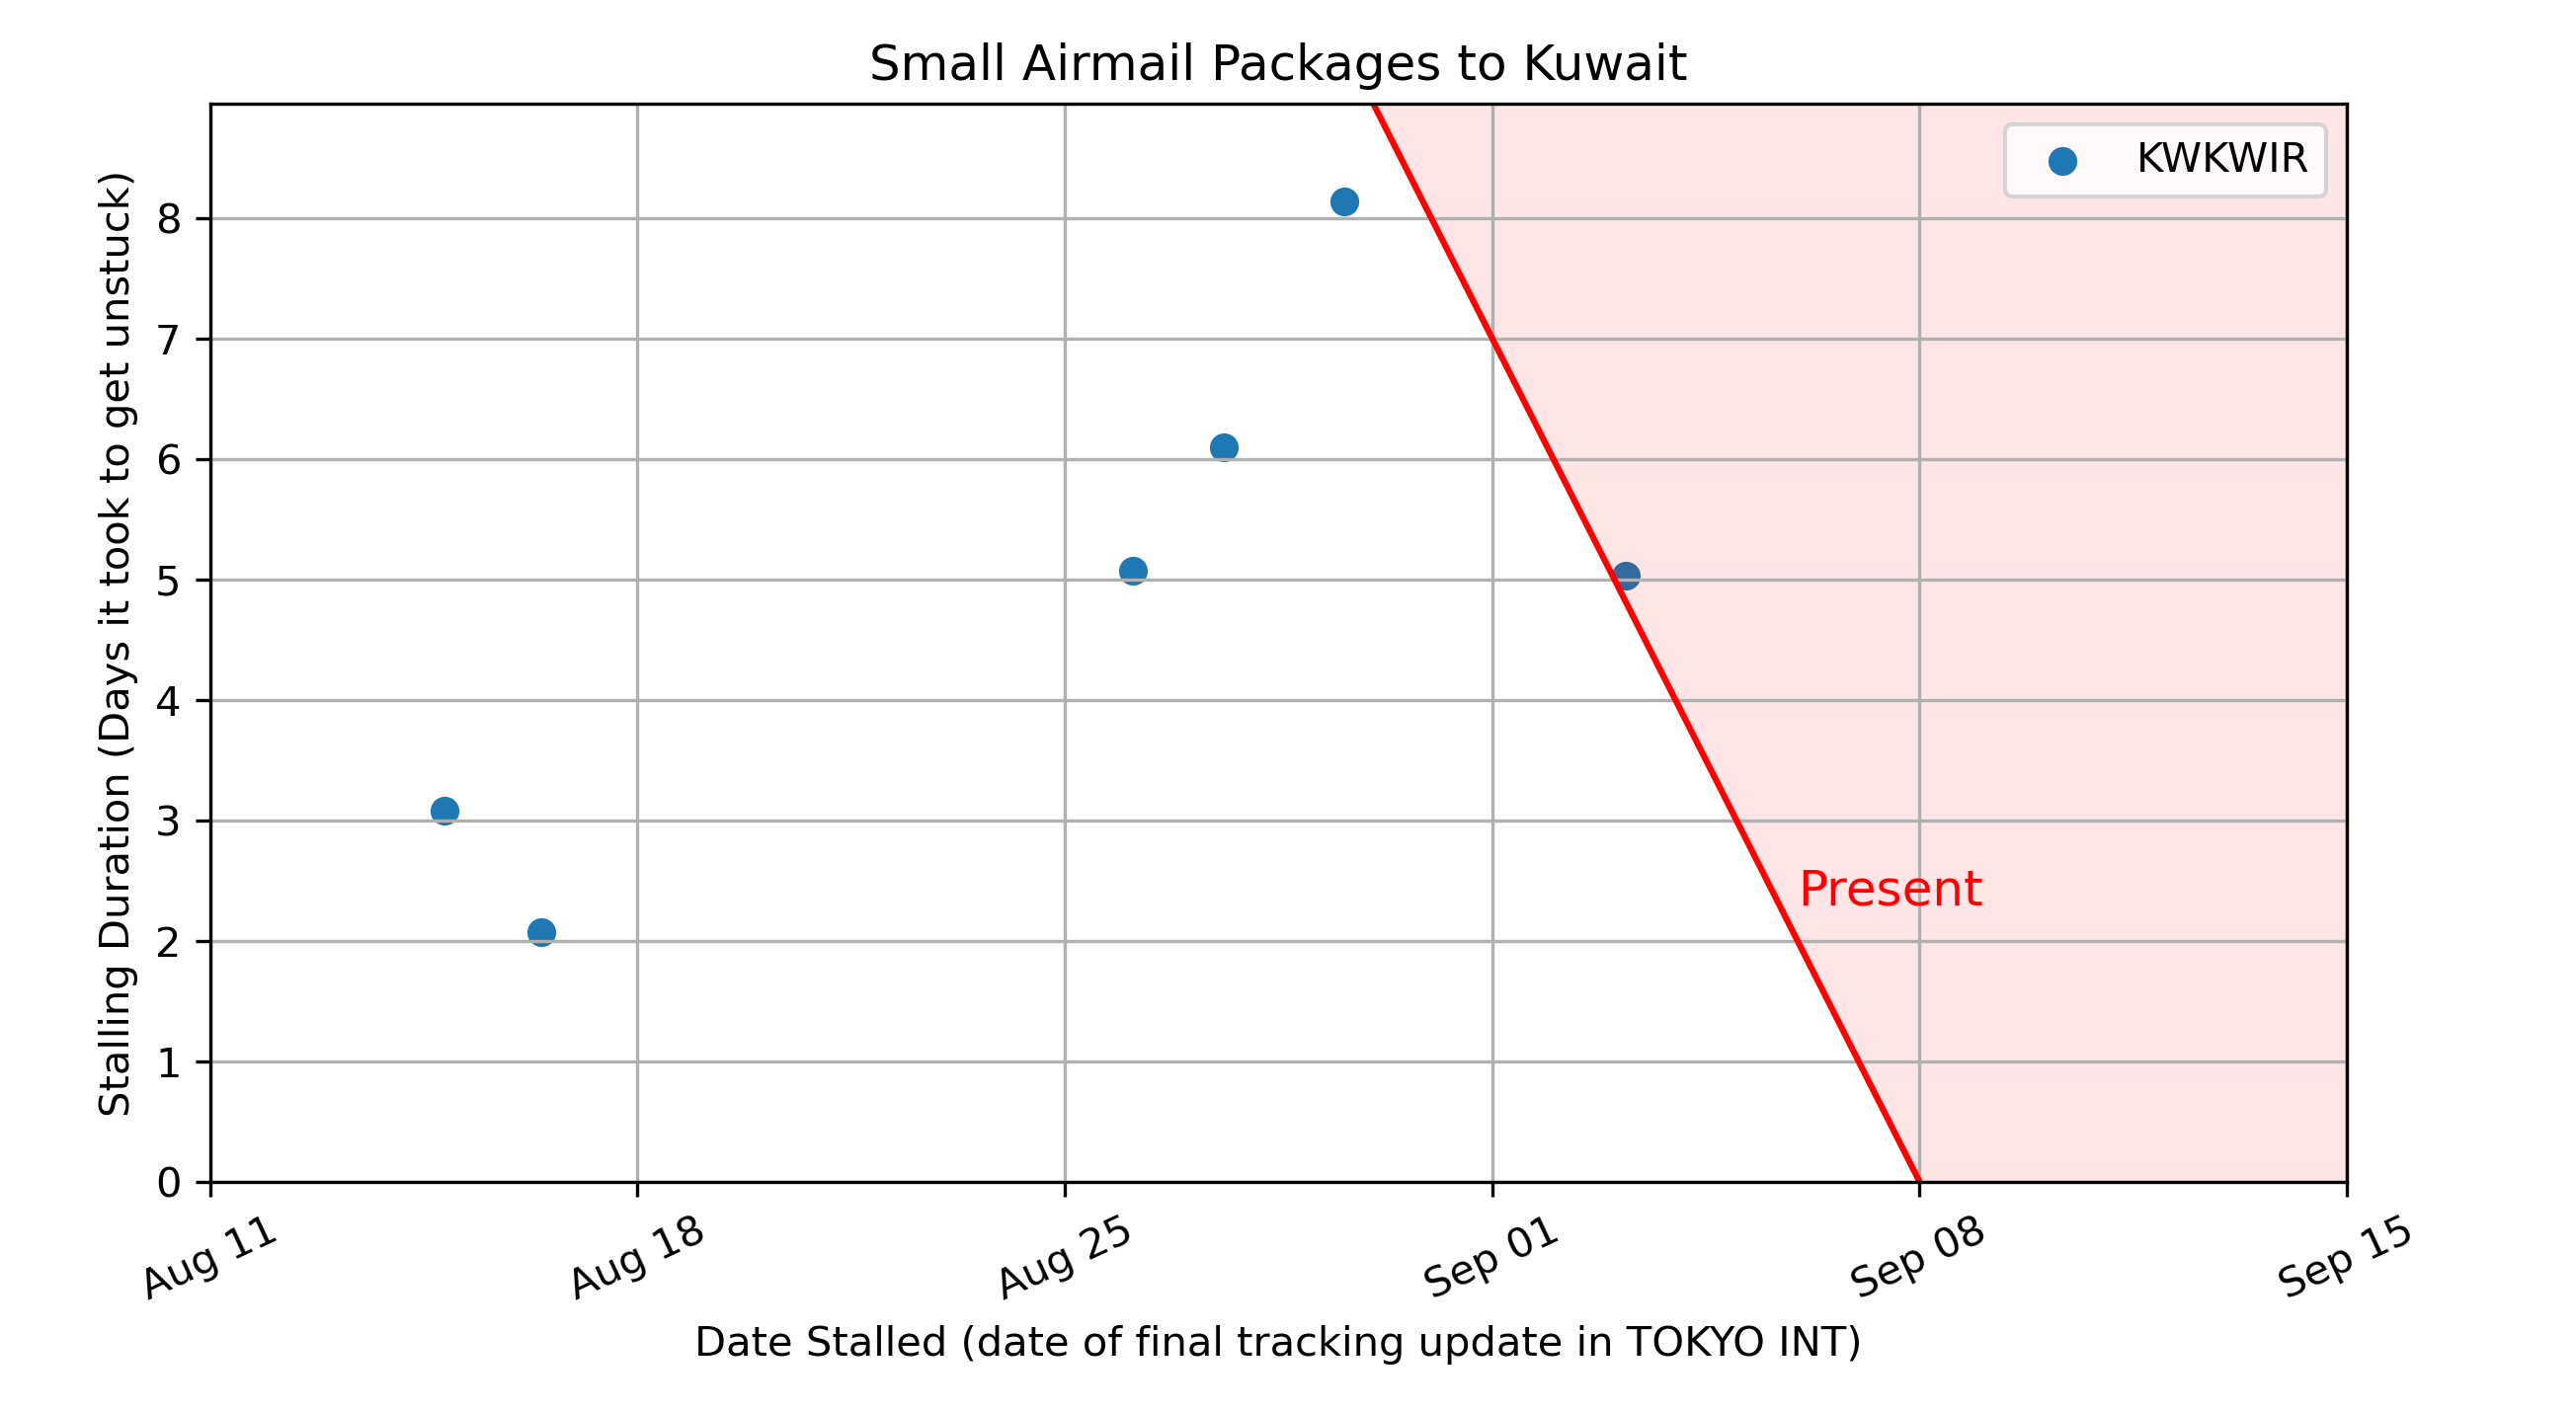 Small Airmail Packages to Kuwait
KWKWIR
Stalling Duration (Days it took to get unstuck)
8
7
6
5
4
3
2
1
0
Present
Aug 11
Aug 18
Aug 25
Sep 01
Sep 08
Sep 15
Date Stalled (date of final tracking update in TOKYO INT)